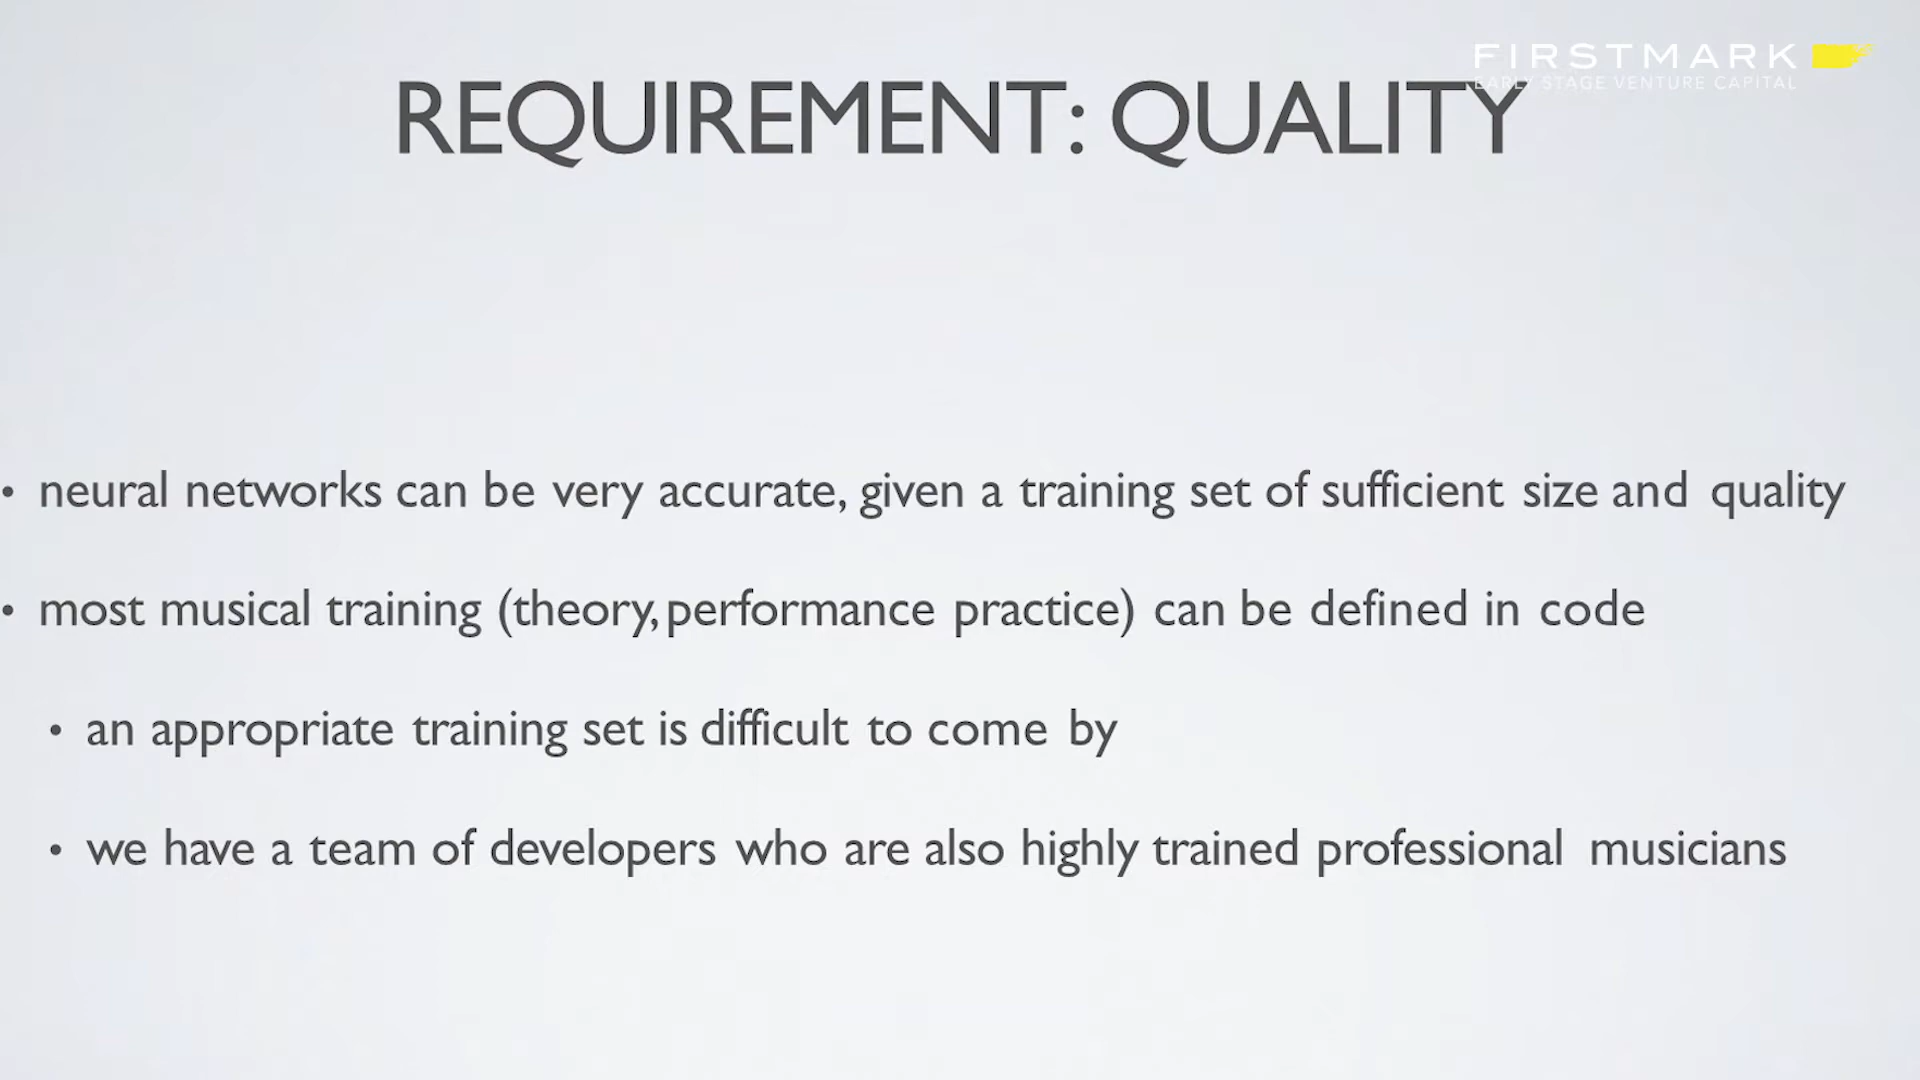 FIRSTMARK
EARLY STAGE VENTURE CAPITAL
REQUIREMENT: QUALITY
• neural networks can be very accurate, given a training set of sufficient size and quality
• most musical training (theory, performance practice) can be defined in code
• an appropriate training set is difficult to come by
• we have a team of developers who are also highly trained professional musicians